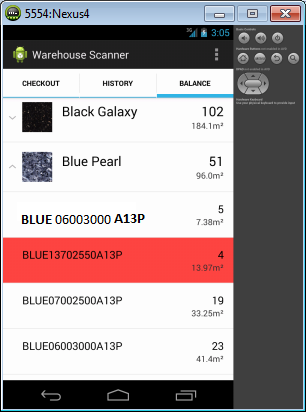 5554:Nexus4
3G 3:05
Warehouse Scanner
CHECKOUT HISTORY BALANCE
Black Galaxy 102
184.1m²
Blue Pearl 51
96.0m²
BLUE 06003000 A13P 5
7.38m²
BLUE13702550A13P 4
13.97m²
BLUE07002500A13P 19
33.25m²
BLUE06003000A13P 23
41.4m²